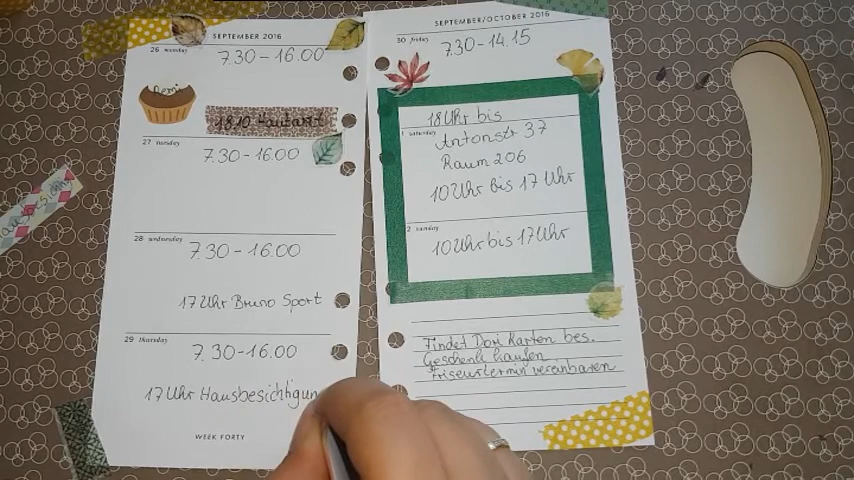 SEPTEMBER 2016
26 monday
7.30-16.00
18.10
27 tuesday
7.30-16.00
28 wednesday
7.30-16.00
17 Uhr Bruno Sport
29 thursday
7.30-16.00
17 Uhr Hausbesichtigun
WEEK FORTY
SEPTEMBER/OCTOBER 2016
30 friday
7.30-14.15
18 Uhr bis
1 saturday
Antonstr 37
Raum 206
10 Uhr bis 17 Uhr
2 sunday
10 Uhr bis 17 Uhr
Findet Dori Karten bes.
Geschenk kaufen
Friseurtermin vereinbaren